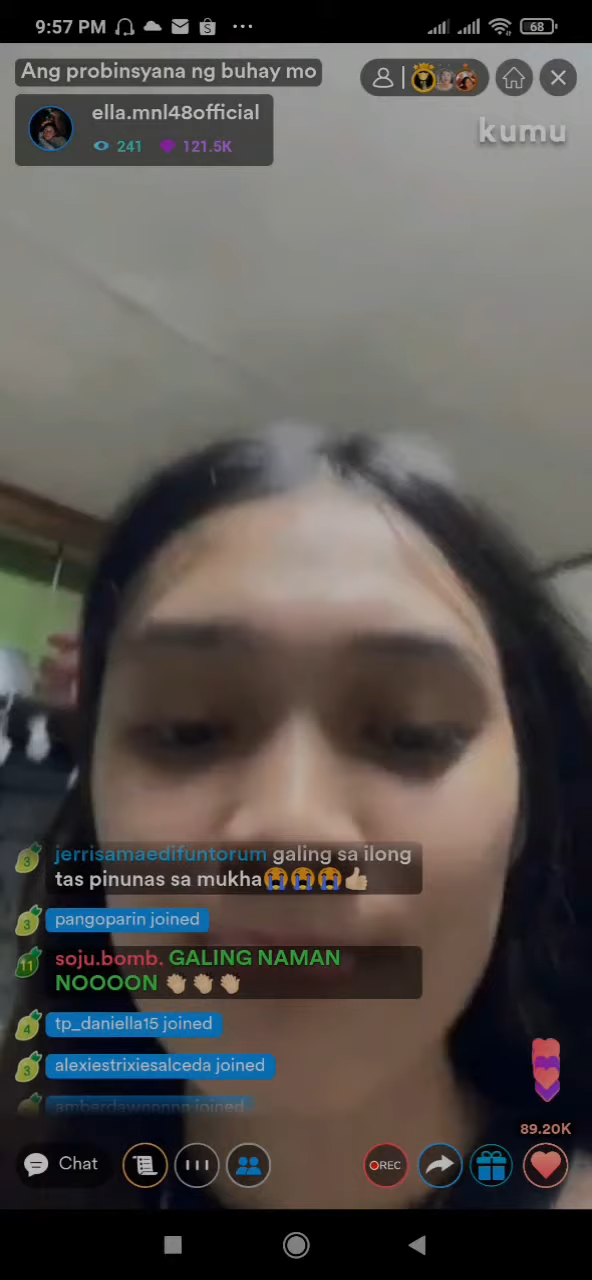 9:57 PM
68
Ang probinsyana ng buhay mo
ella.mnl48official
241 121.5K
kumu
3 jerrisamaedifuntorum galing sa ilong
tas pinunas sa mukha😭😭😭👍🏼
3 pangoparin joined
11 soju.bomb. GALING NAMAN
NOOOON 👏🏼👏🏼👏🏼
4 tp_daniella15 joined
3 alexiestrixiesalceda joined
amberdawnnnn joined
89.20K
Chat
REC